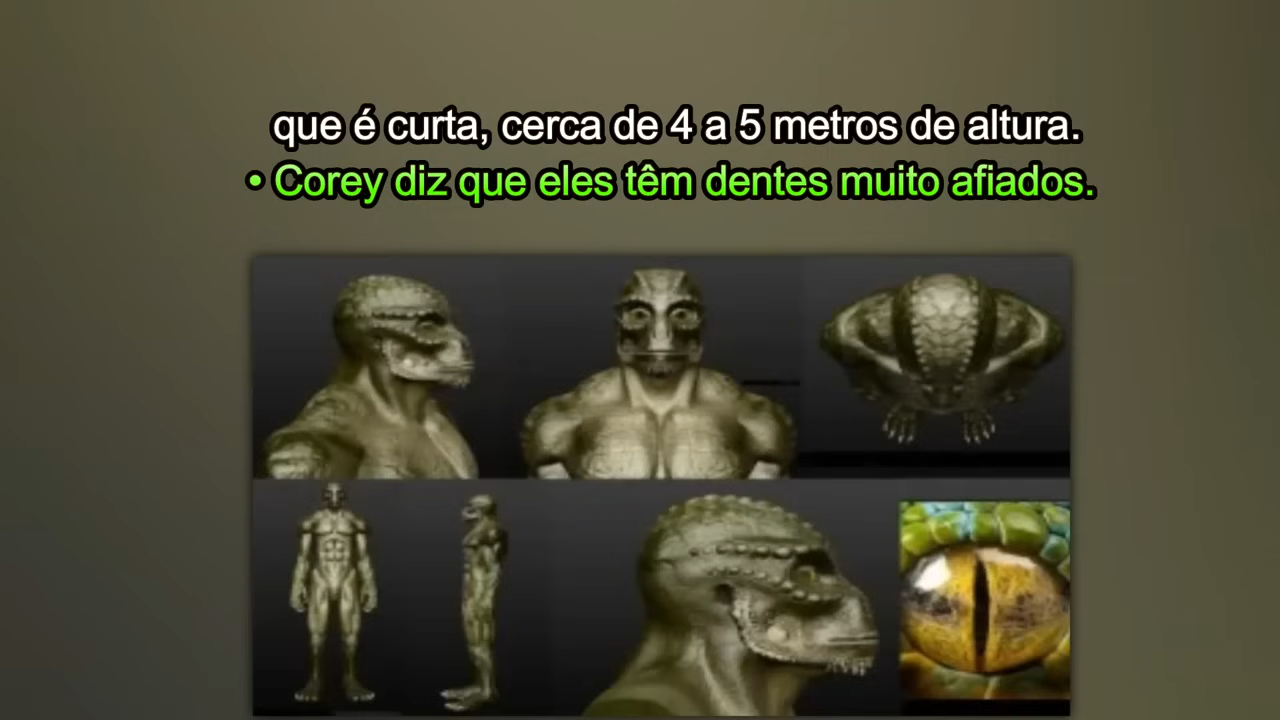 que é curta, cerca de 4 a 5 metros de altura.
• Corey diz que eles têm dentes muito afiados.